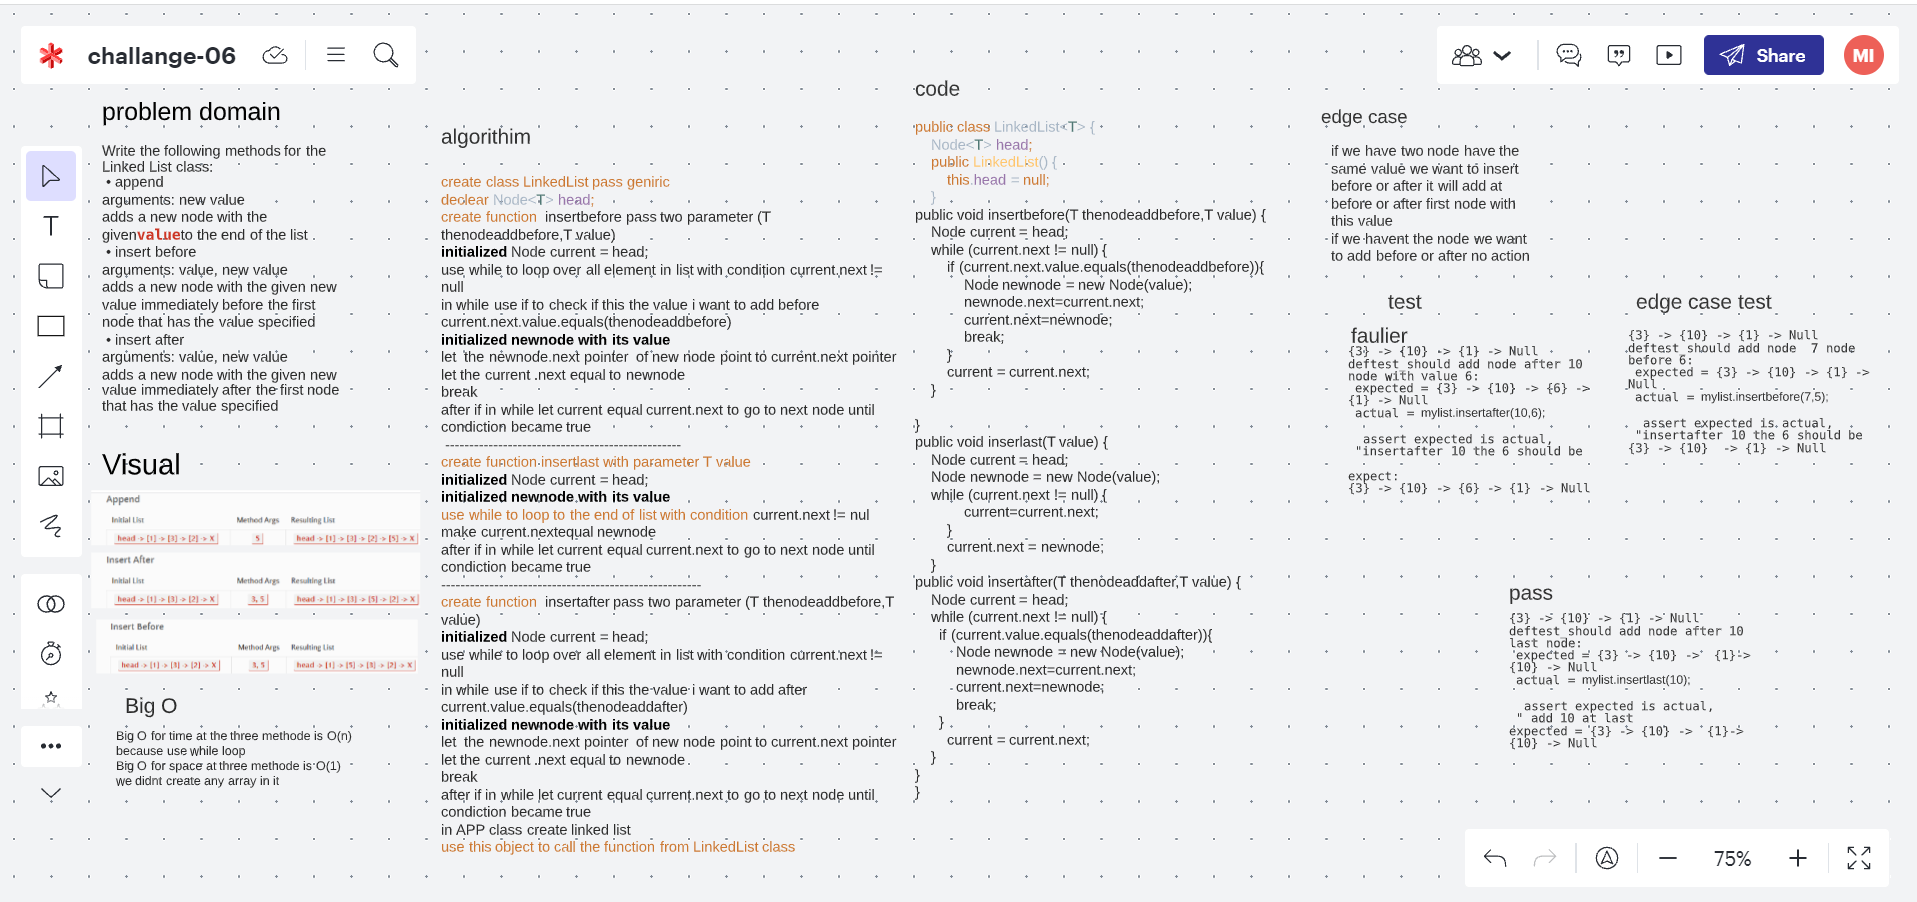 challange-06
Share
MI
problem domain
Write the following methods for the
Linked List class:
• append
arguments: new value
adds a new node with the
givenvalueto the end of the list
• insert before
arguments: value, new value
adds a new node with the given new
value immediately before the first
node that has the value specified
• insert after
arguments: value, new value
adds a new node with the given new
value immediately after the first node
that has the value specified
Visual
Append
Initial List Method Args Resulting List
head -> [1] -> [3] -> [2] -> X 5 head -> [1] -> [3] -> [2] -> [5] -> X
Insert After
Initial List Method Args Resulting List
head -> [1] -> [3] -> [2] -> X 3, 5 head -> [1] -> [3] -> [5] -> [2] -> X
Insert Before
Initial List Method Args Resulting List
head -> [1] -> [3] -> [2] -> X 3, 5 head -> [1] -> [5] -> [3] -> [2] -> X
Big O
Big O for time at the three methode is O(n)
because use while loop
Big O for space at three methode is O(1)
we didnt create any array in it
algorithim
create class LinkedList pass geniric
declear Node<T> head;
create function insertbefore pass two parameter (T
thenodeaddbefore,T value)
initialized Node current = head;
use while to loop over all element in list with condition current.next !=
null
in while use if to check if this the value i want to add before
current.next.value.equals(thenodeaddbefore)
initialized newnode with its value
let the newnode.next pointer of new node point to current.next pointer
let the current .next equal to newnode
break
after if in while let current equal current.next to go to next node until
condiction became true
------------------------------------------------
create function insertlast with parameter T value
initialized Node current = head;
initialized newnode with its value
use while to loop to the end of list with condition current.next != nul
make current.nextequal newnode
after if in while let current equal current.next to go to next node until
condiction became true
-----------------------------------------------------
create function insertafter pass two parameter (T thenodeaddbefore,T
value)
initialized Node current = head;
use while to loop over all element in list with condition current.next !=
null
in while use if to check if this the value i want to add after
current.value.equals(thenodeaddafter)
initialized newnode with its value
let the newnode.next pointer of new node point to current.next pointer
let the current .next equal to newnode
break
after if in while let current equal current.next to go to next node until
condiction became true
in APP class create linked list
use this object to call the function from LinkedList class
code
public class LinkedList<T> {
Node<T> head;
public LinkedList() {
this.head = null;
}
public void insertbefore(T thenodeaddbefore,T value) {
Node current = head;
while (current.next != null) {
if (current.next.value.equals(thenodeaddbefore)){
Node newnode = new Node(value);
newnode.next=current.next;
current.next=newnode;
break;
}
current = current.next;
}
}
public void inserlast(T value) {
Node current = head;
Node newnode = new Node(value);
while (current.next != null) {
current=current.next;
}
current.next = newnode;
}
public void insertafter(T thenodeaddafter,T value) {
Node current = head;
while (current.next != null) {
if (current.value.equals(thenodeaddafter)){
Node newnode = new Node(value);
newnode.next=current.next;
current.next=newnode;
break;
}
current = current.next;
}
}
}
edge case
if we have two node have the
same value we want to insert
before or after it will add at
before or after first node with
this value
if we havent the node we want
to add before or after no action
test
faulier
{3} -> {10} -> {1} -> Null
deftest_should add node after 10
node with value 6:
expected = {3} -> {10} -> {6} ->
{1} -> Null
actual = mylist.insertafter(10,6);
assert expected is actual,
"insertafter 10 the 6 should be
expect:
{3} -> {10} -> {6} -> {1} -> Null
edge case test
{3} -> {10} -> {1} -> Null
deftest_should add node 7 node
before 6:
expected = {3} -> {10} -> {1} ->
Null
actual = mylist.insertbefore(7,5);
assert expected is actual,
"insertafter 10 the 6 should be
{3} -> {10} -> {1} -> Null
pass
{3} -> {10} -> {1} -> Null
deftest_should add node after 10
last node:
expected = {3} -> {10} -> {1}->
{10} -> Null
actual = mylist.insertlast(10);
assert expected is actual,
" add 10 at last
expected = {3} -> {10} -> {1}->
{10} -> Null
75%